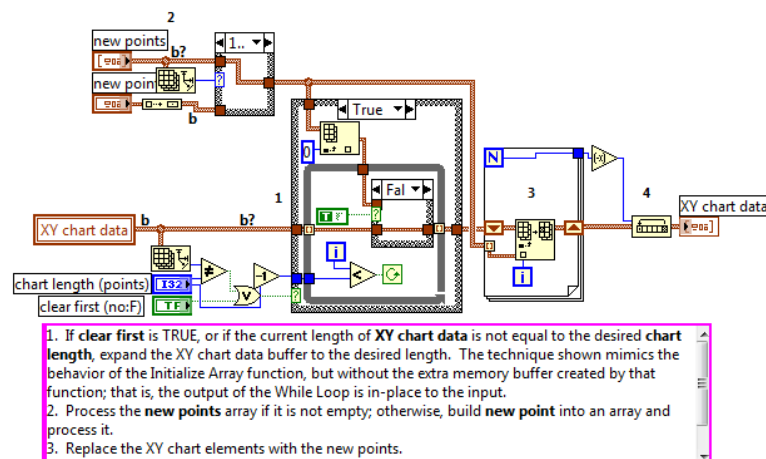 2
new points
b?
1..
new poin
b
True
0
1
Fal
T F
N
3
4
XY chart data
XY chart data
b
b?
i
i
chart length (points)
I32
≠
-1
<
clear first (no:F)
TF
V
?
1. If clear first is TRUE, or if the current length of XY chart data is not equal to the desired chart
length, expand the XY chart data buffer to the desired length. The technique shown mimics the
behavior of the Initialize Array function, but without the extra memory buffer created by that
function; that is, the output of the While Loop is in-place to the input.
2. Process the new points array if it is not empty; otherwise, build new point into an array and
process it.
3. Replace the XY chart elements with the new points.